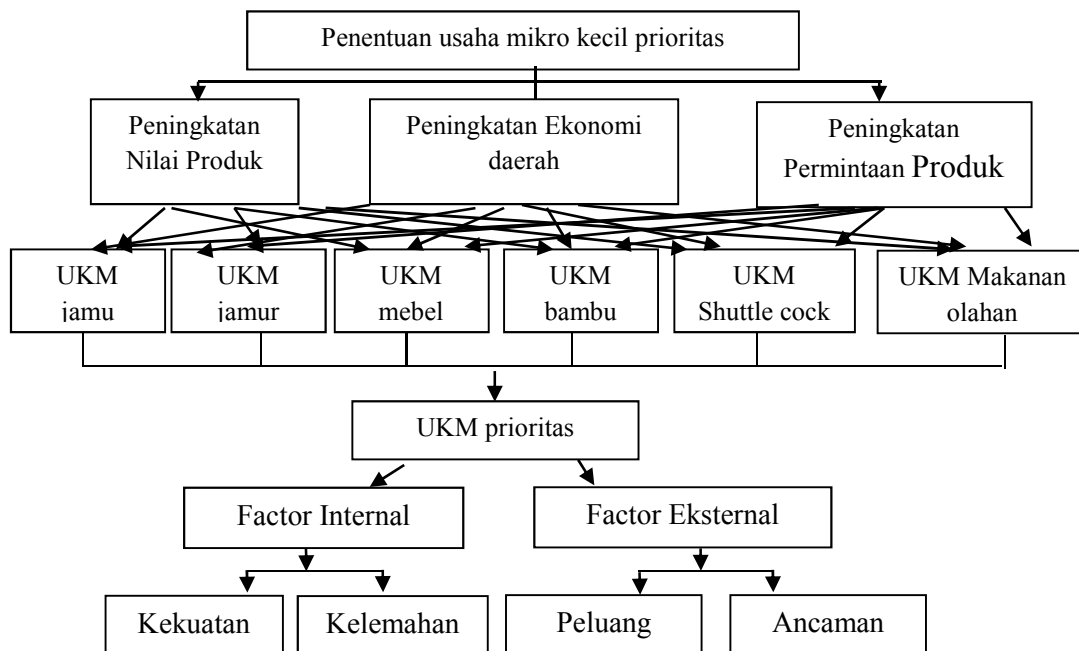 Penentuan usaha mikro kecil prioritas
Peningkatan
Nilai Produk
Peningkatan Ekonomi
daerah
Peningkatan
Permintaan Produk
UKM
jamu
UKM
jamur
UKM
mebel
UKM
bambu
UKM
Shuttle cock
UKM Makanan
olahan
UKM prioritas
Factor Internal
Factor Eksternal
Kekuatan
Kelemahan
Peluang
Ancaman